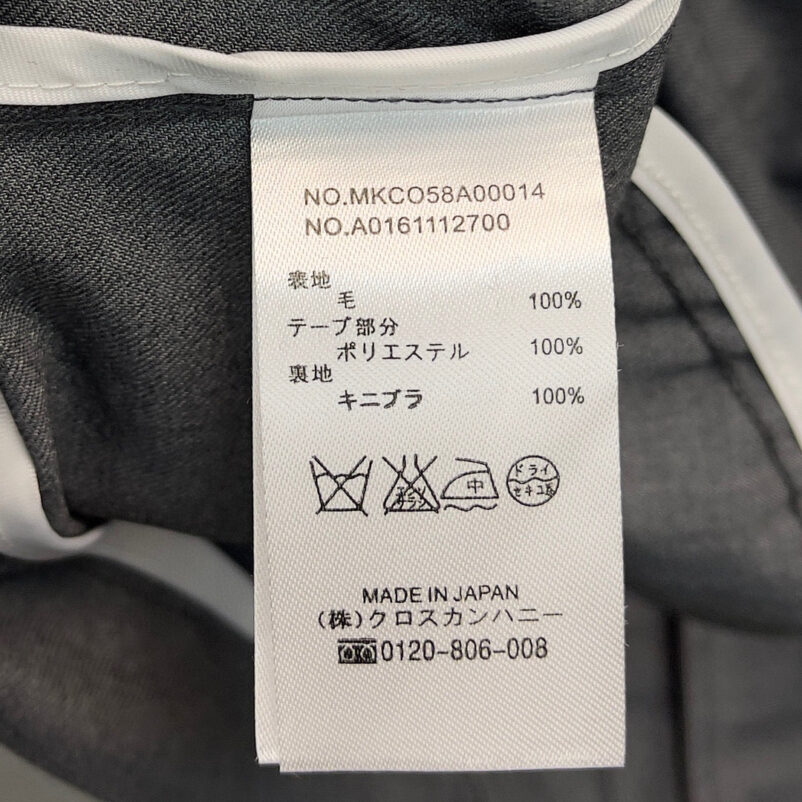 NO.MKCO58A00014
NO.A0161112700
表地
毛 100%
テープ部分
ポリエステル 100%
裏地
キニプラ 100%
中
ドライ
セキユ系
MADE IN JAPAN
(株)クロスカンハニー
0120-806-008